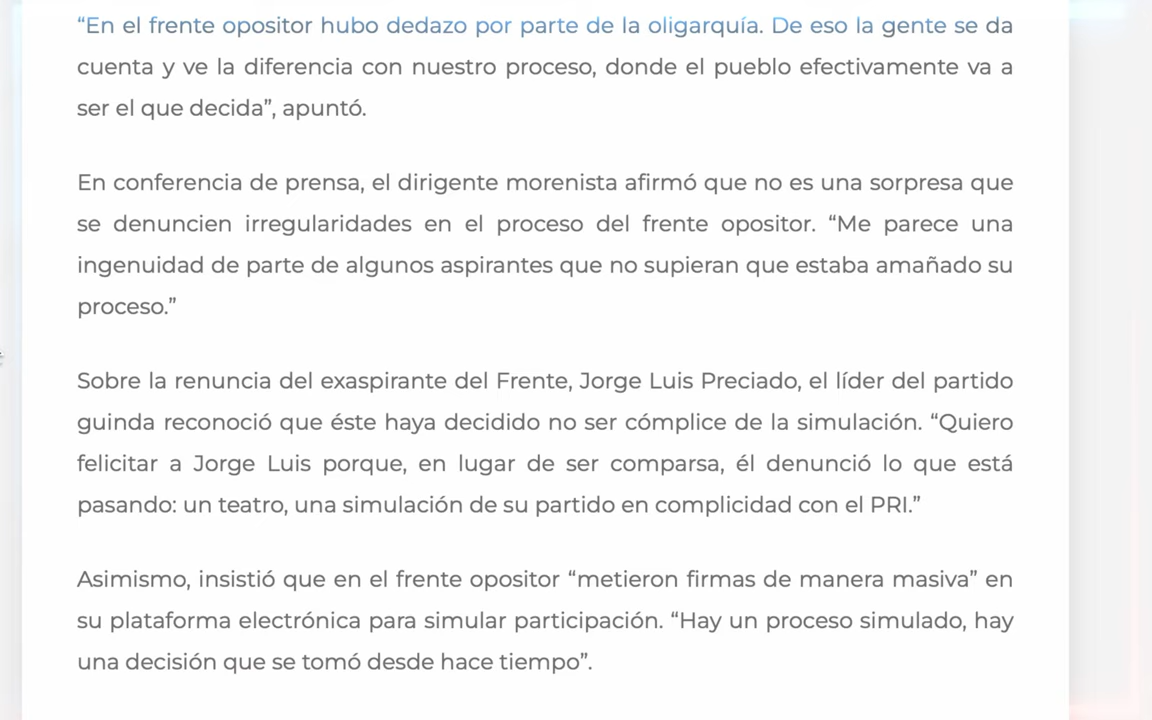 “En el frente opositor hubo dedazo por parte de la oligarquía. De eso la gente se da
cuenta y ve la diferencia con nuestro proceso, donde el pueblo efectivamente va a
ser el que decida”, apuntó.
En conferencia de prensa, el dirigente morenista afirmó que no es una sorpresa que
se denuncien irregularidades en el proceso del frente opositor. “Me parece una
ingenuidad de parte de algunos aspirantes que no supieran que estaba amañado su
proceso.”
Sobre la renuncia del exaspirante del Frente, Jorge Luis Preciado, el líder del partido
guinda reconoció que éste haya decidido no ser cómplice de la simulación. “Quiero
felicitar a Jorge Luis porque, en lugar de ser comparsa, él denunció lo que está
pasando: un teatro, una simulación de su partido en complicidad con el PRI.”
Asimismo, insistió que en el frente opositor “metieron firmas de manera masiva” en
su plataforma electrónica para simular participación. “Hay un proceso simulado, hay
una decisión que se tomó desde hace tiempo”.